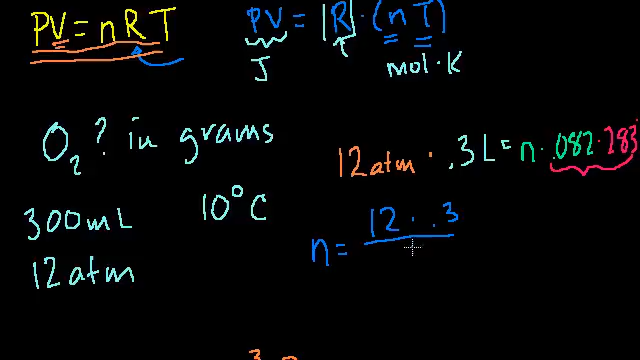 PV = nRT
PV = R · (nT)
J
mol·K
O₂ ? in grams
12atm · .3L = n · .082 · 283
300mL 10°C
12atm
n = 12 · .3